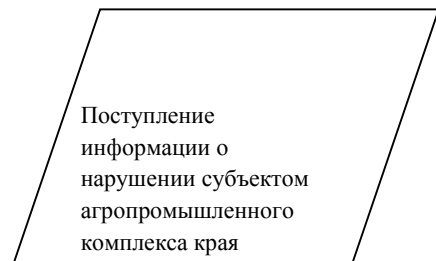 Поступление
информации о
нарушении субъектом
агропромышленного
комплекса края